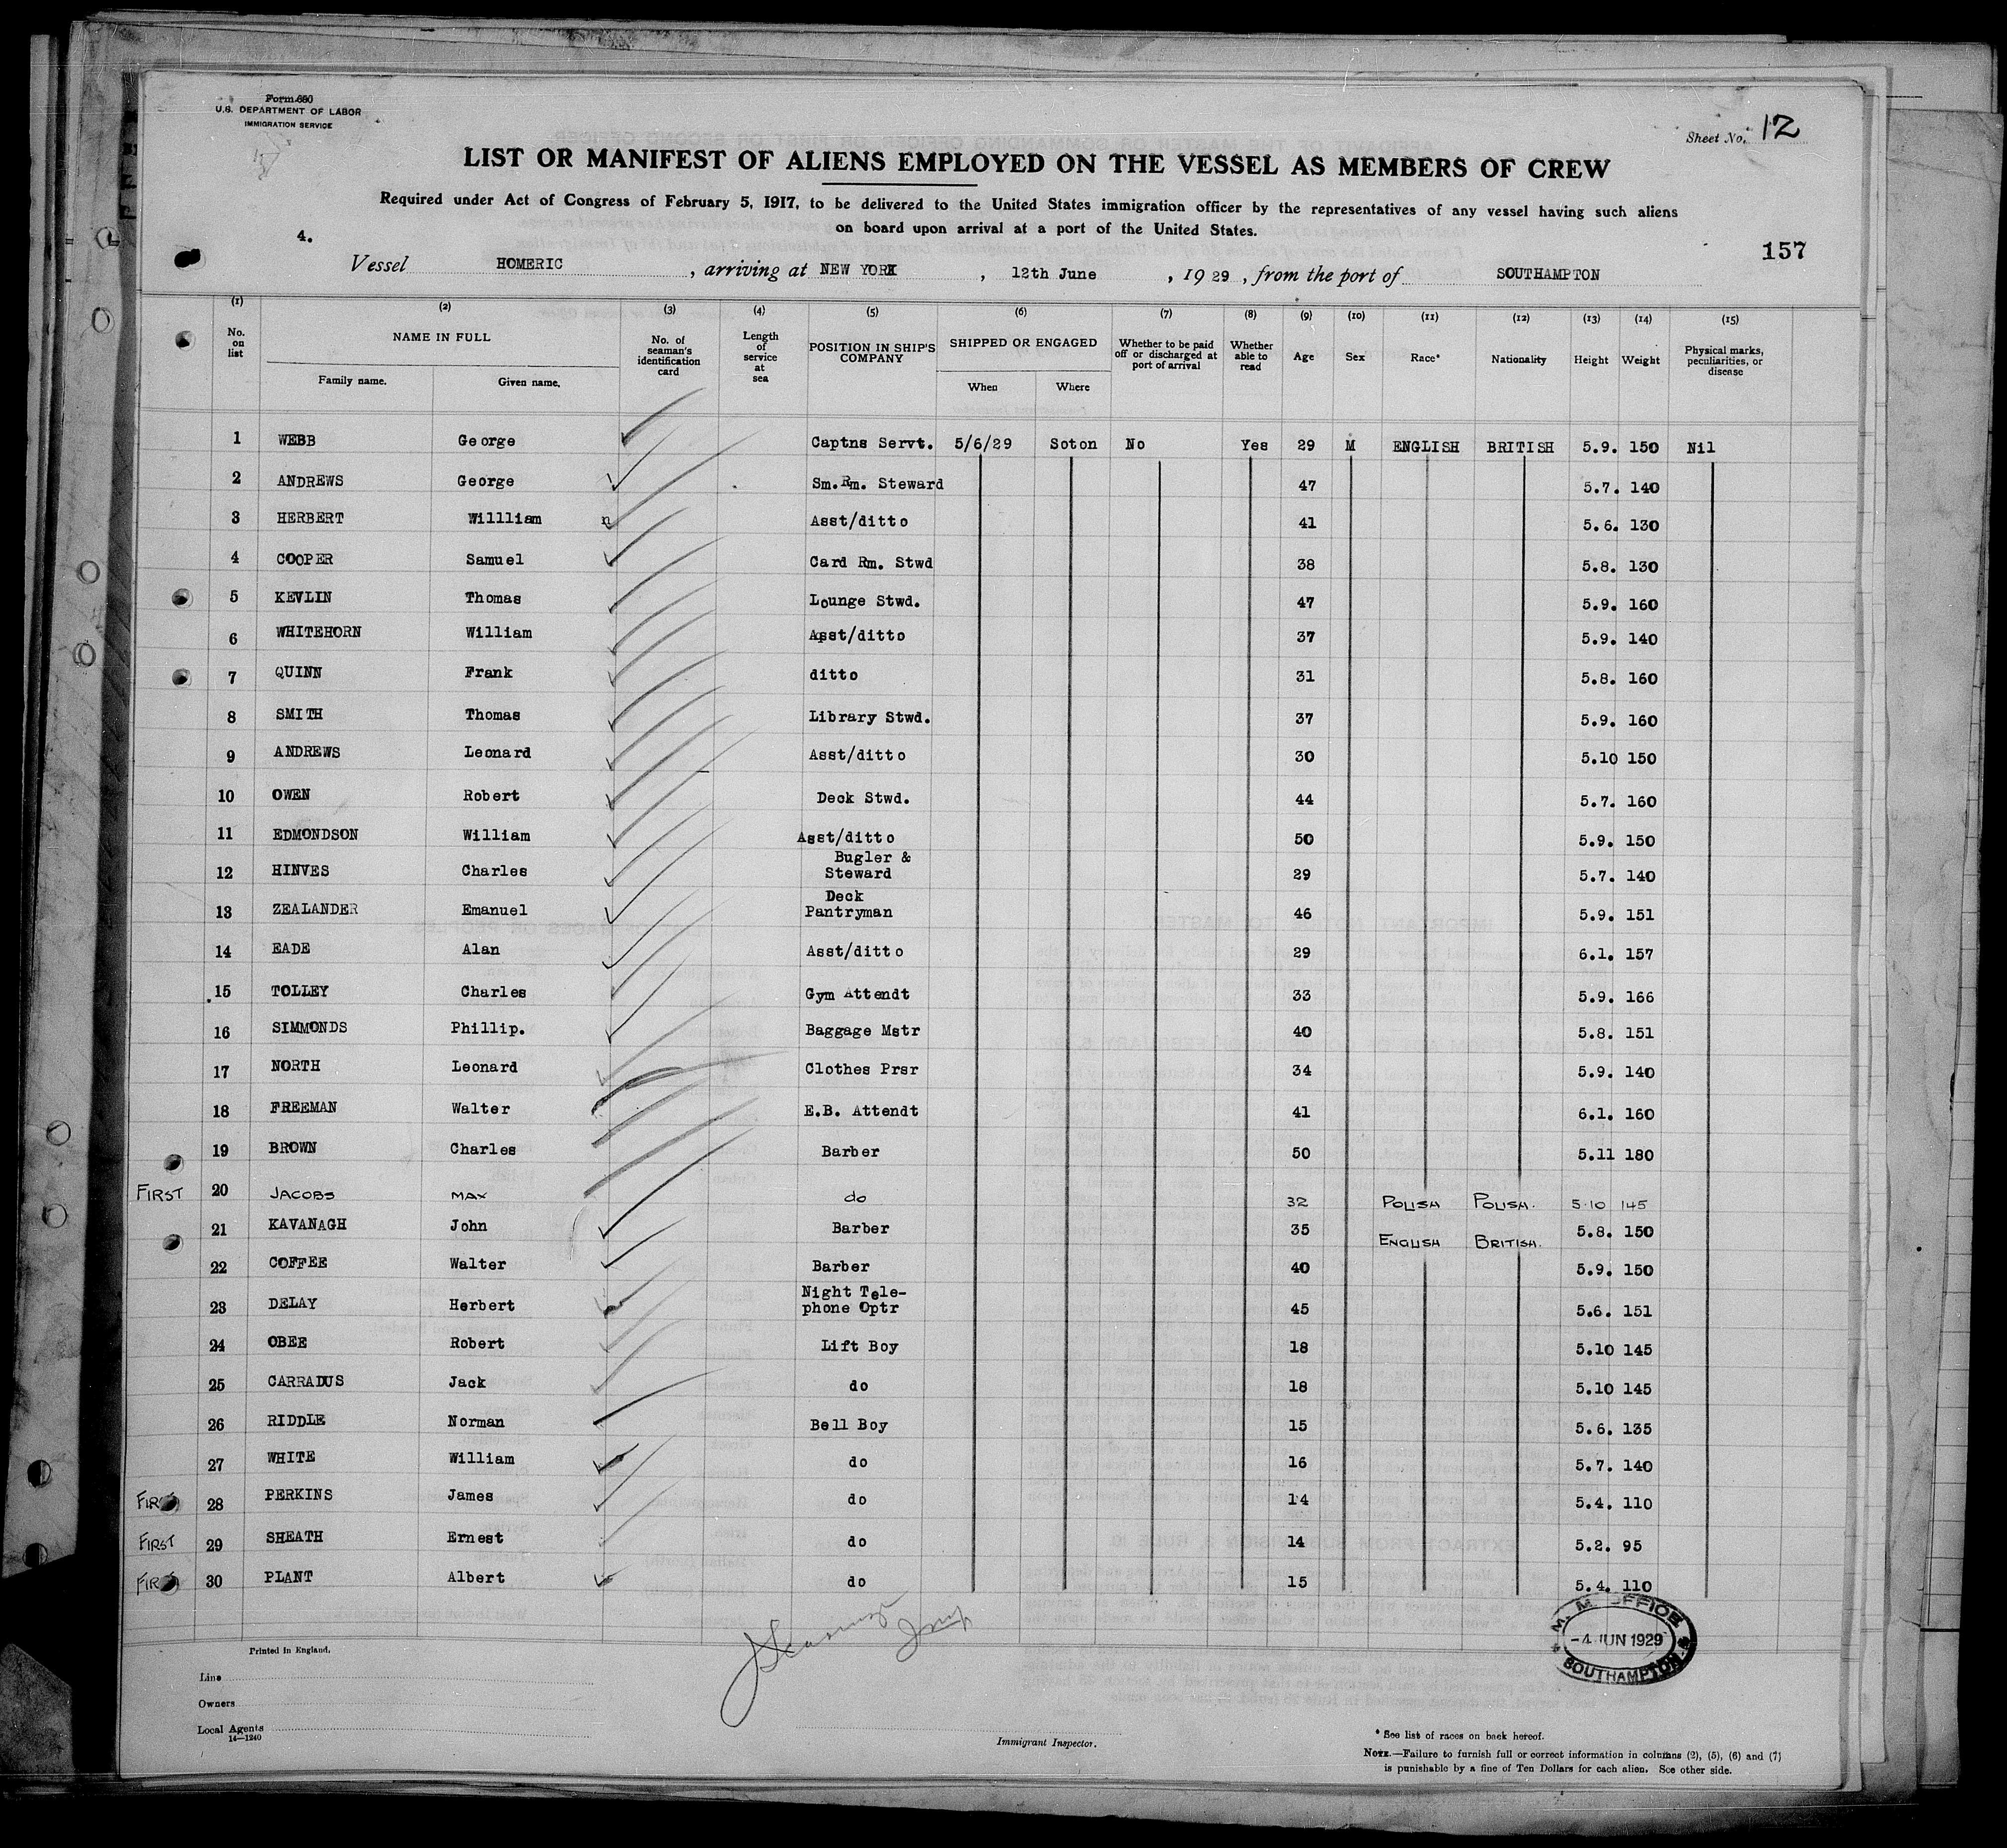 Form 680
U.S. DEPARTMENT OF LABOR
IMMIGRATION SERVICE
Sheet No. 12
LIST OR MANIFEST OF ALIENS EMPLOYED ON THE VESSEL AS MEMBERS OF CREW
Required under Act of Congress of February 5, 1917, to be delivered to the United States immigration officer by the representatives of any vessel having such aliens
on board upon arrival at a port of the United States.
4.
157
Vessel HOMERIC, arriving at NEW YORK, 12th June, 1929, from the port of SOUTHAMPTON
(1) (2) (3) (4) (5) (6) (7) (8) (9) (10) (11) (12) (13) (14) (15)
No. on list NAME IN FULL No. of seaman's identification card Length of service at sea POSITION IN SHIP'S COMPANY SHIPPED OR ENGAGED Whether to be paid off or discharged at port of arrival Whether able to read Age Sex Race* Nationality Height Weight Physical marks, peculiarities, or disease
Family name. Given name. When Where
1 WEBB George Captns Servt. 5/6/29 Soton No Yes 29 M ENGLISH BRITISH 5.9. 150 Nil
2 ANDREWS George Sm.Rm. Steward 47 5.7. 140
3 HERBERT Willliam n Asst/ditto 41 5.6. 130
4 COOPER Samuel Card Rm. Stwd 38 5.8. 130
5 KEVLIN Thomas Lounge Stwd. 47 5.9. 160
6 WHITEHORN William Asst/ditto 37 5.9. 140
7 QUINN Frank ditto 31 5.8. 160
8 SMITH Thomas Library Stwd. 37 5.9. 160
9 ANDREWS Leonard Asst/ditto 30 5.10 150
10 OWEN Robert Deck Stwd. 44 5.7. 160
11 EDMONDSON William Asst/ditto 50 5.9. 150
12 HINVES Charles Bugler & Steward 29 5.7. 140
13 ZEALANDER Emanuel Deck Pantryman 46 5.9. 151
14 EADE Alan Asst/ditto 29 6.1. 157
15 TOLLEY Charles Gym Attendt 33 5.9. 166
16 SIMMONDS Phillip. Baggage Mstr 40 5.8. 151
17 NORTH Leonard Clothes Prsr 34 5.9. 140
18 FREEMAN Walter E.B. Attendt 41 6.1. 160
19 BROWN Charles Barber 50 5.11 180
FIRST 20 JACOBS MAX do 32 POLISH POLISH. 5.10 145
21 KAVANAGH John Barber 35 ENGLISH BRITISH. 5.8. 150
22 COFFEE Walter Barber 40 5.9. 150
23 DELAY Herbert Night Tele- phone Optr 45 5.6. 151
24 OBEE Robert Lift Boy 18 5.10 145
25 CARRADUS Jack do 18 5.10 145
26 RIDDLE Norman Bell Boy 15 5.6. 135
27 WHITE William do 16 5.7. 140
FIRST 28 PERKINS James do 14 5.4. 110
FIRST 29 SHEATH Ernest do 14 5.2. 95
FIRST 30 PLANT Albert do 15 5.4. 110
M.M. OFFICE
-4 JUN 1929
SOUTHAMPTON
Printed in England.
Line
Owners
Local Agents
14—1240
Immigrant Inspector.
* See list of races on back hereof.
NOTE.—Failure to furnish full or correct information in columns (2), (5), (6) and (7)
is punishable by a fine of Ten Dollars for each alien. See other side.